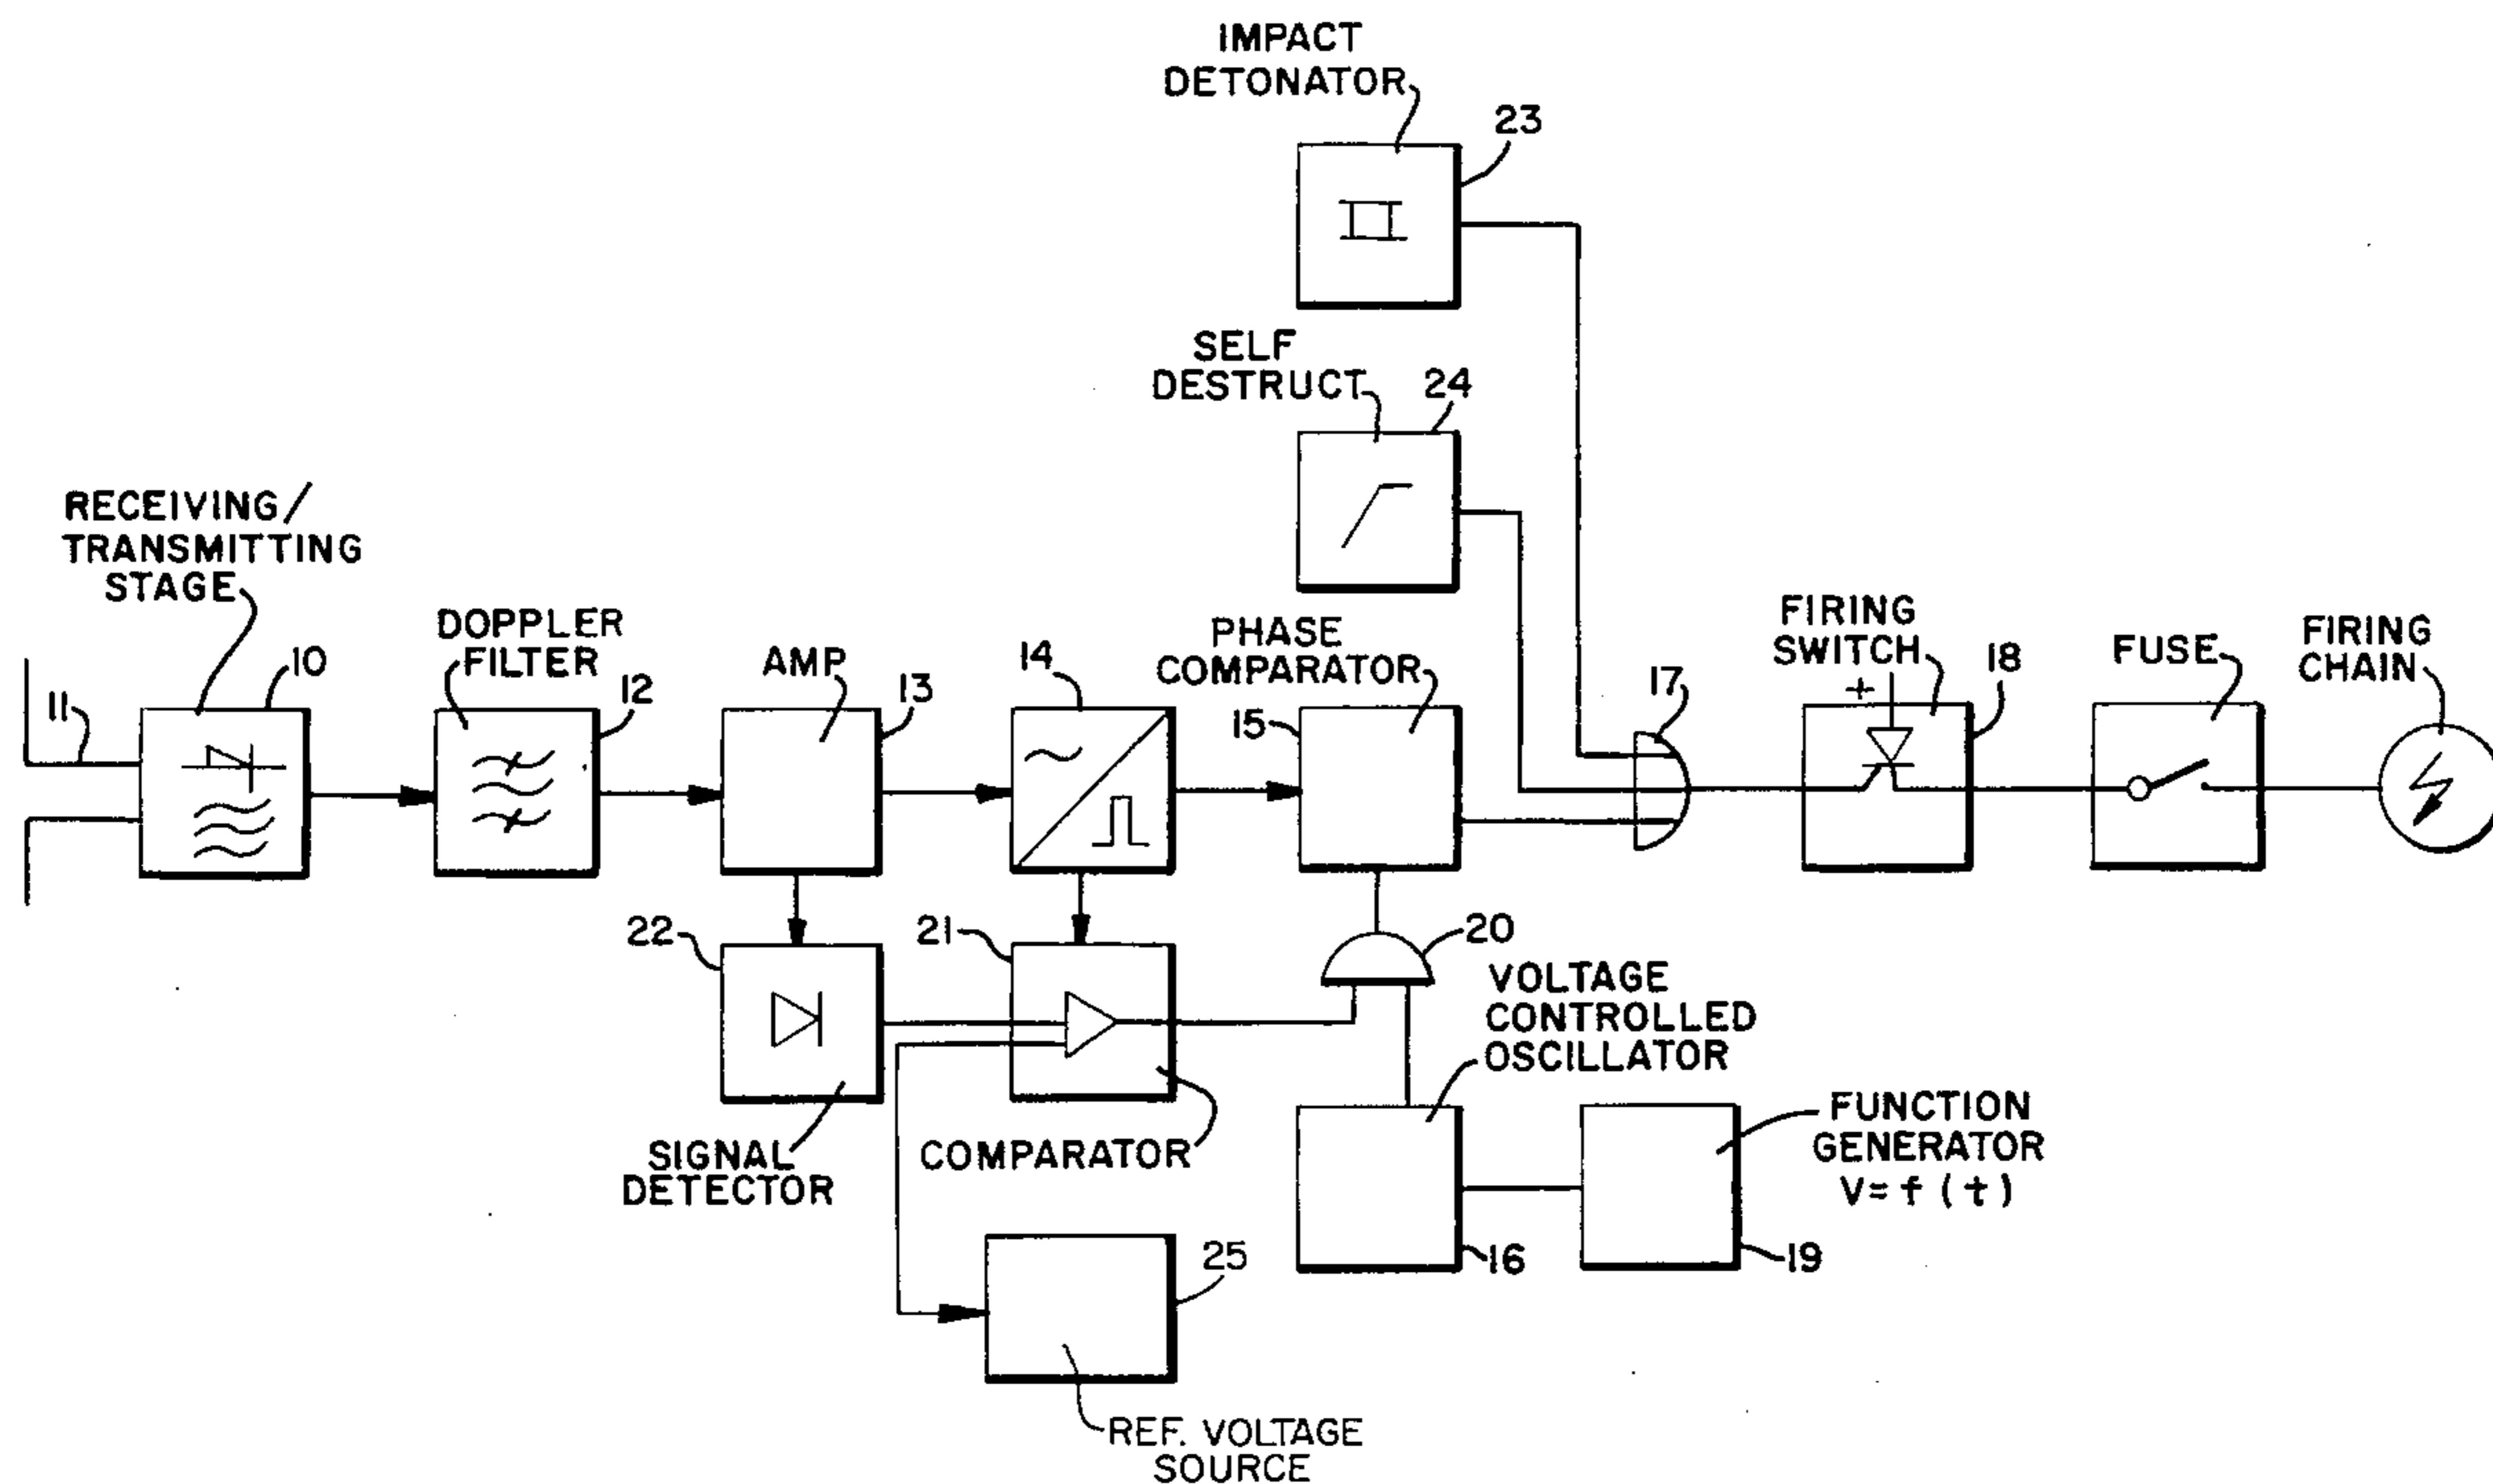 IMPACT
DETONATOR
23
SELF
DESTRUCT
24
RECEIVING/
TRANSMITTING
STAGE
10
11
DOPPLER
FILTER
12
AMP
13
14
PHASE
COMPARATOR
15
17
FIRING
SWITCH
+
18
FUSE
FIRING
CHAIN
22
21
20
SIGNAL
DETECTOR
COMPARATOR
VOLTAGE
CONTROLLED
OSCILLATOR
16
FUNCTION
GENERATOR
V=f(t)
19
25
REF. VOLTAGE
SOURCE